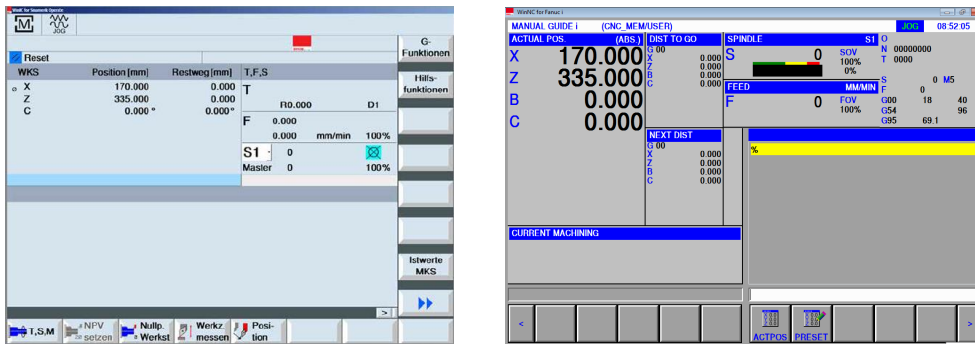 WinNC for Sinumerik Operate
M
JOG
G-
Funktionen
Reset
WKS Position [mm] Restweg [mm] T,F,S
⌀ X 170.000 0.000
Z 335.000 0.000
C 0.000 ° 0.000 °
T
R0.000 D1
F 0.000
0.000 mm/min 100%
S1 0
Master 0 100%
Hilfs-
funktionen
Istwerte
MKS
>
T,S,M
NPV
setzen
Nullp.
Werkst
Werkz.
messen
Posi-
tion
WinNC for Fanuc i
MANUAL GUIDE i (CNC_MEM/USER) JOG 08:52:05
ACTUAL POS. (ABS.)
X 170.000
Z 335.000
B 0.000
C 0.000
DIST TO GO
G 00
X 0.000
Z 0.000
B 0.000
C 0.000
SPINDLE S1
S 0 SOV
100%
0%
FEED MM/MIN
F 0 FOV
100%
O
N 00000000
T 0000
S 0 M5
F 0
G00 18 40
G54 96
G95 69.1
NEXT DIST
G 00
X 0.000
Z 0.000
B 0.000
C 0.000
%
CURRENT MACHINING
<
ACTPOS
PRESET
>